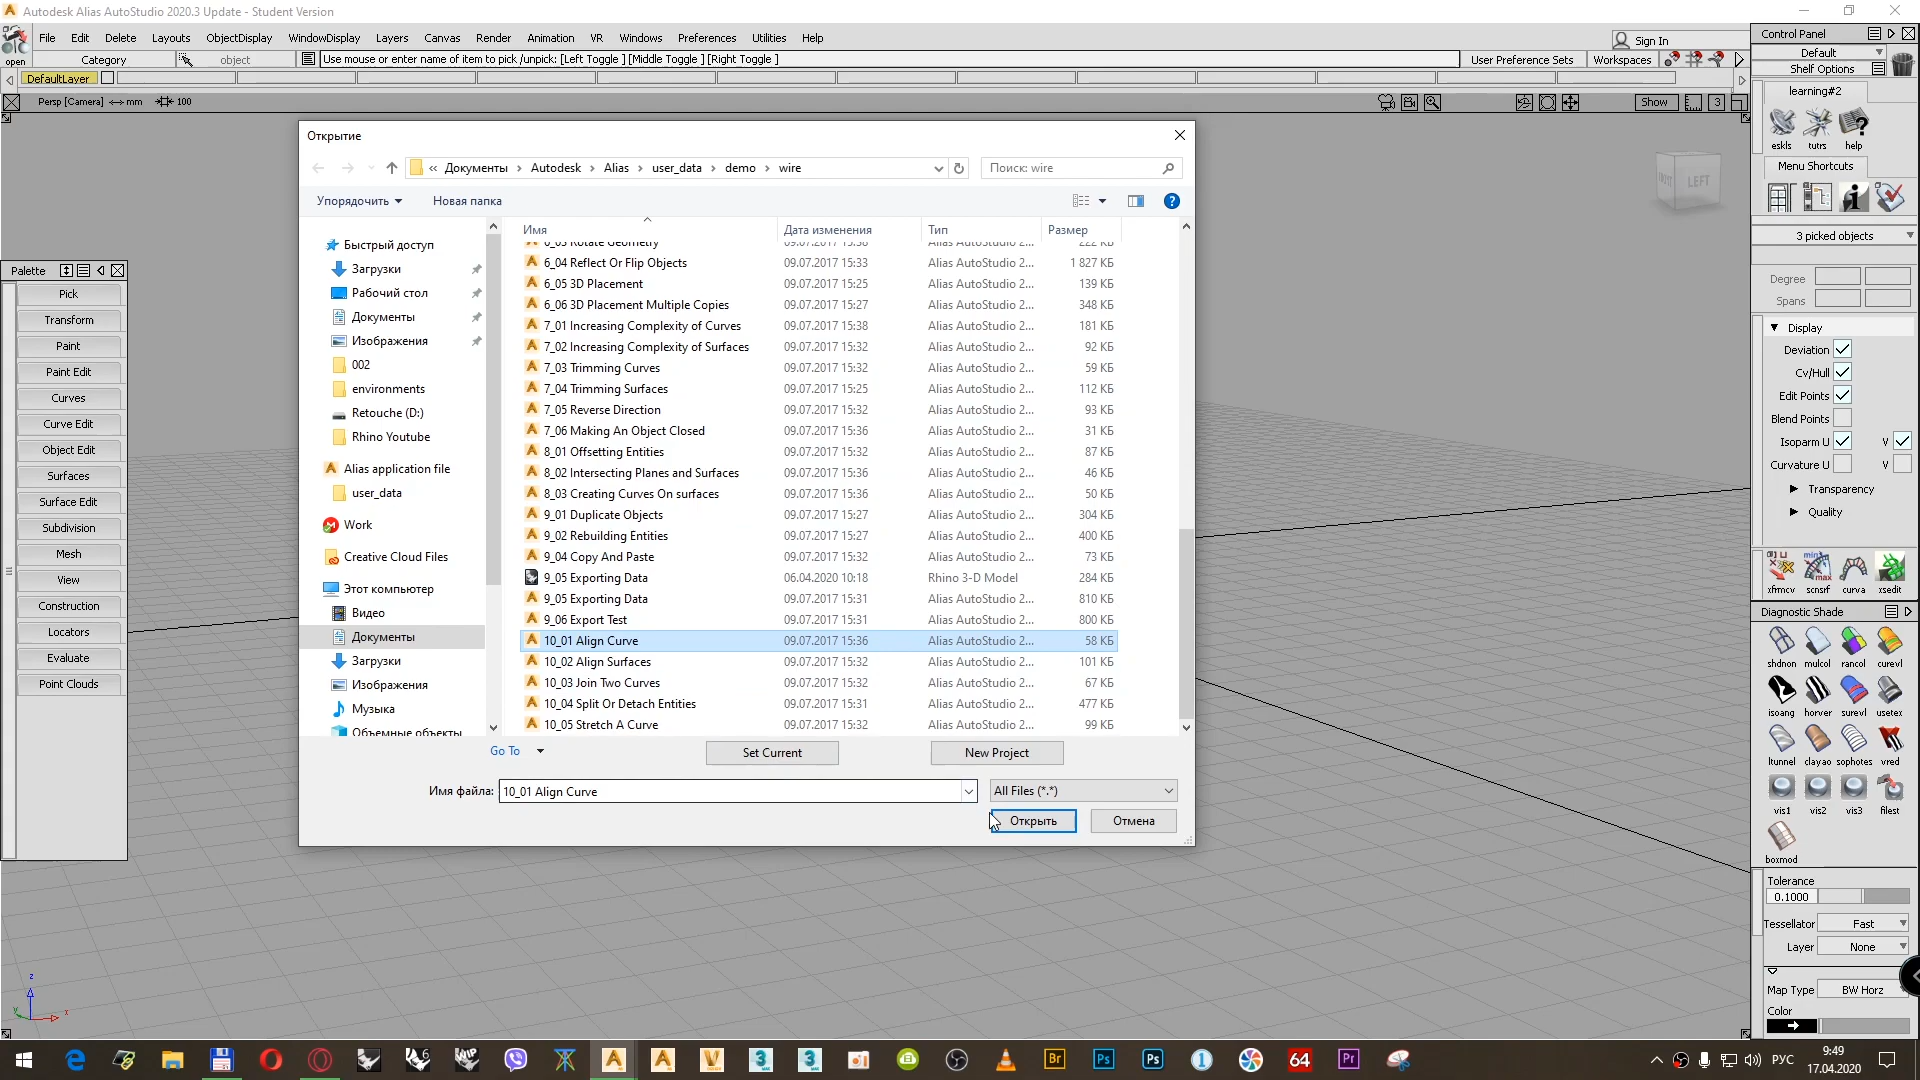 Autodesk Alias AutoStudio 2020.3 Update - Student Version
File Edit Delete Layouts ObjectDisplay WindowDisplay Layers Canvas Render Animation VR Windows Preferences Utilities Help
Sign In
open Category object Use mouse or enter name of item to pick /unpick: [Left Toggle ] [Middle Toggle ] [Right Toggle ] User Preference Sets Workspaces
DefaultLayer
Persp [Camera] mm 100 Show 3
Control Panel
Default
Shelf Options
learning#2
eskls tutrs help
Menu Shortcuts
3 picked objects
Degree
Spans
Display
Deviation
Cv/Hull
Edit Points
Blend Points
Isoparm U V
Curvature U V
Transparency
Quality
xfrmcv scnsrf curva xsedit
Diagnostic Shade
shdnon mulcol rancol curevl
isoang horver surevl usetex
ltunnel clayao sophotes vred
vis1 vis2 vis3 filest
boxmod
Tolerance
0.1000
Tessellator Fast
Layer None
Map Type BW Horz
Color
LEFT
Palette
Pick
Transform
Paint
Paint Edit
Curves
Curve Edit
Object Edit
Surfaces
Surface Edit
Subdivision
Mesh
View
Construction
Locators
Evaluate
Point Clouds
Открытие
« Документы › Autodesk › Alias › user_data › demo › wire
Поиск: wire
Упорядочить Новая папка
Быстрый доступ
Загрузки
Рабочий стол
Документы
Изображения
002
environments
Retouche (D:)
Rhino Youtube
Alias application file
user_data
Work
Creative Cloud Files
Этот компьютер
Видео
Документы
Загрузки
Изображения
Музыка
Объемные объекты
Имя Дата изменения Тип Размер
6_03 Rotate Geometry 09.07.2017 15:38 Alias AutoStudio 2... 222 КБ
6_04 Reflect Or Flip Objects 09.07.2017 15:33 Alias AutoStudio 2... 1 827 КБ
6_05 3D Placement 09.07.2017 15:25 Alias AutoStudio 2... 139 КБ
6_06 3D Placement Multiple Copies 09.07.2017 15:27 Alias AutoStudio 2... 348 КБ
7_01 Increasing Complexity of Curves 09.07.2017 15:38 Alias AutoStudio 2... 181 КБ
7_02 Increasing Complexity of Surfaces 09.07.2017 15:32 Alias AutoStudio 2... 92 КБ
7_03 Trimming Curves 09.07.2017 15:32 Alias AutoStudio 2... 59 КБ
7_04 Trimming Surfaces 09.07.2017 15:25 Alias AutoStudio 2... 112 КБ
7_05 Reverse Direction 09.07.2017 15:32 Alias AutoStudio 2... 93 КБ
7_06 Making An Object Closed 09.07.2017 15:36 Alias AutoStudio 2... 31 КБ
8_01 Offsetting Entities 09.07.2017 15:32 Alias AutoStudio 2... 87 КБ
8_02 Intersecting Planes and Surfaces 09.07.2017 15:36 Alias AutoStudio 2... 46 КБ
8_03 Creating Curves On surfaces 09.07.2017 15:36 Alias AutoStudio 2... 50 КБ
9_01 Duplicate Objects 09.07.2017 15:27 Alias AutoStudio 2... 304 КБ
9_02 Rebuilding Entities 09.07.2017 15:27 Alias AutoStudio 2... 400 КБ
9_04 Copy And Paste 09.07.2017 15:32 Alias AutoStudio 2... 73 КБ
9_05 Exporting Data 06.04.2020 10:18 Rhino 3-D Model 284 КБ
9_05 Exporting Data 09.07.2017 15:31 Alias AutoStudio 2... 810 КБ
9_06 Export Test 09.07.2017 15:31 Alias AutoStudio 2... 800 КБ
10_01 Align Curve 09.07.2017 15:36 Alias AutoStudio 2... 58 КБ
10_02 Align Surfaces 09.07.2017 15:32 Alias AutoStudio 2... 101 КБ
10_03 Join Two Curves 09.07.2017 15:32 Alias AutoStudio 2... 67 КБ
10_04 Split Or Detach Entities 09.07.2017 15:31 Alias AutoStudio 2... 477 КБ
10_05 Stretch A Curve 09.07.2017 15:32 Alias AutoStudio 2... 99 КБ
Go To Set Current New Project
Имя файла: 10_01 Align Curve All Files (*.*)
Открыть Отмена
z
y x
6 WIP 3 3 Br Ps Ps 64 Pr
РУС 9:49
17.04.2020